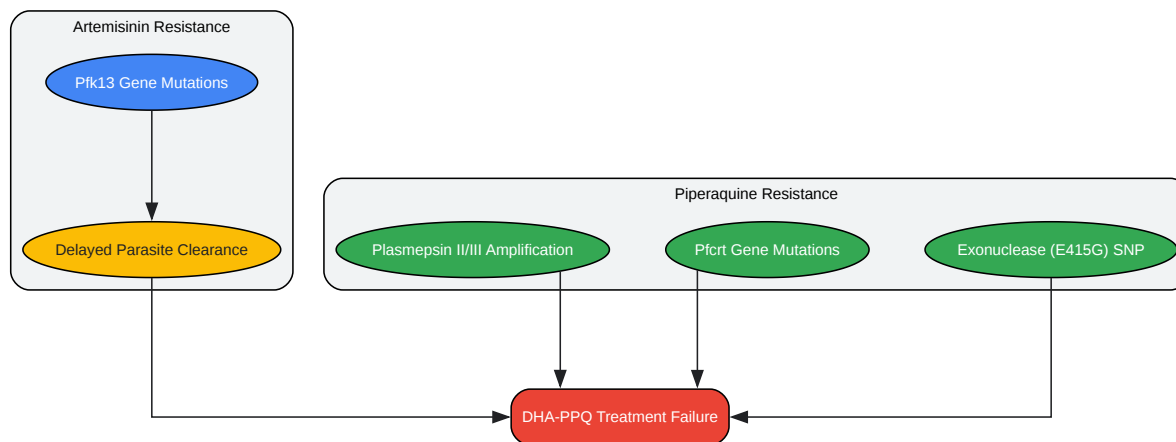 Artemisinin Resistance
Pfk13 Gene Mutations
Delayed Parasite Clearance
Piperaquine Resistance
Plasmepsin II/III Amplification
Pfcrt Gene Mutations
Exonuclease (E415G) SNP
DHA-PPQ Treatment Failure